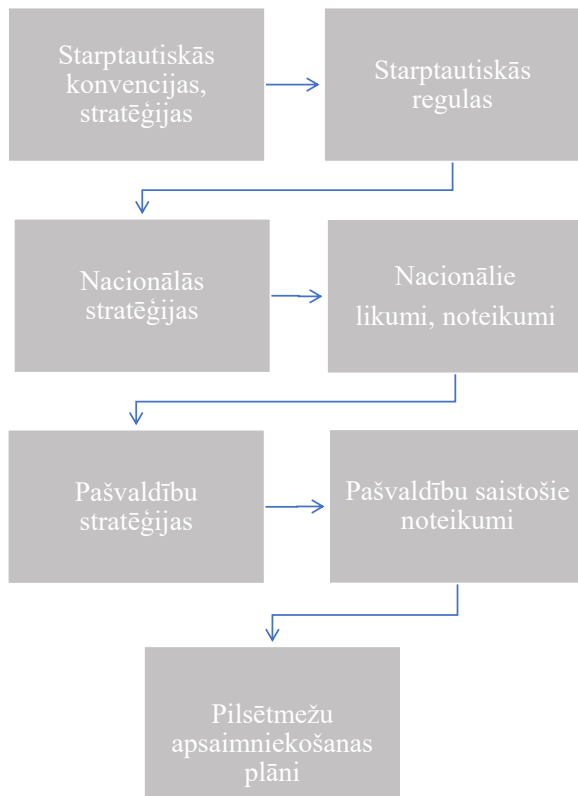 Starptautiskās
konvencijas,
stratēģijas
Starptautiskās
regulas
Nacionālās
stratēģijas
Nacionālie
likumi, noteikumi
Pašvaldību
stratēģijas
Pašvaldību saistošie
noteikumi
Pilsētmežu
apsaimniekošanas
plāni